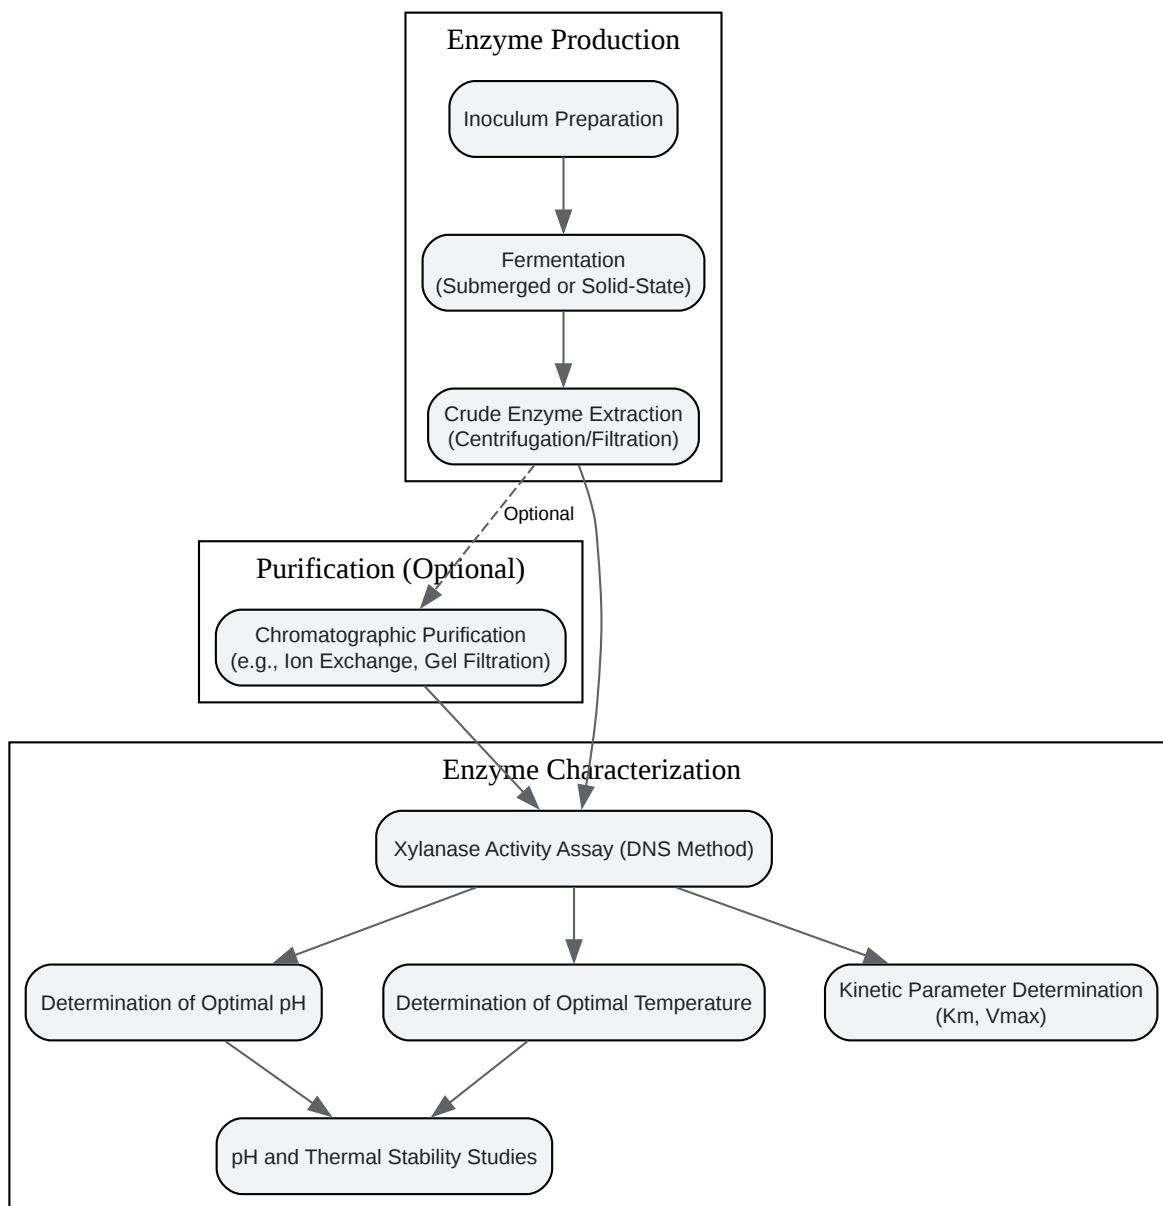 Enzyme Production
Inoculum Preparation
Fermentation
(Submerged or Solid-State)
Crude Enzyme Extraction
(Centrifugation/Filtration)
Optional
Purification (Optional)
Chromatographic Purification
(e.g., Ion Exchange, Gel Filtration)
Enzyme Characterization
Xylanase Activity Assay (DNS Method)
Determination of Optimal pH
Determination of Optimal Temperature
Kinetic Parameter Determination
(Km, Vmax)
pH and Thermal Stability Studies